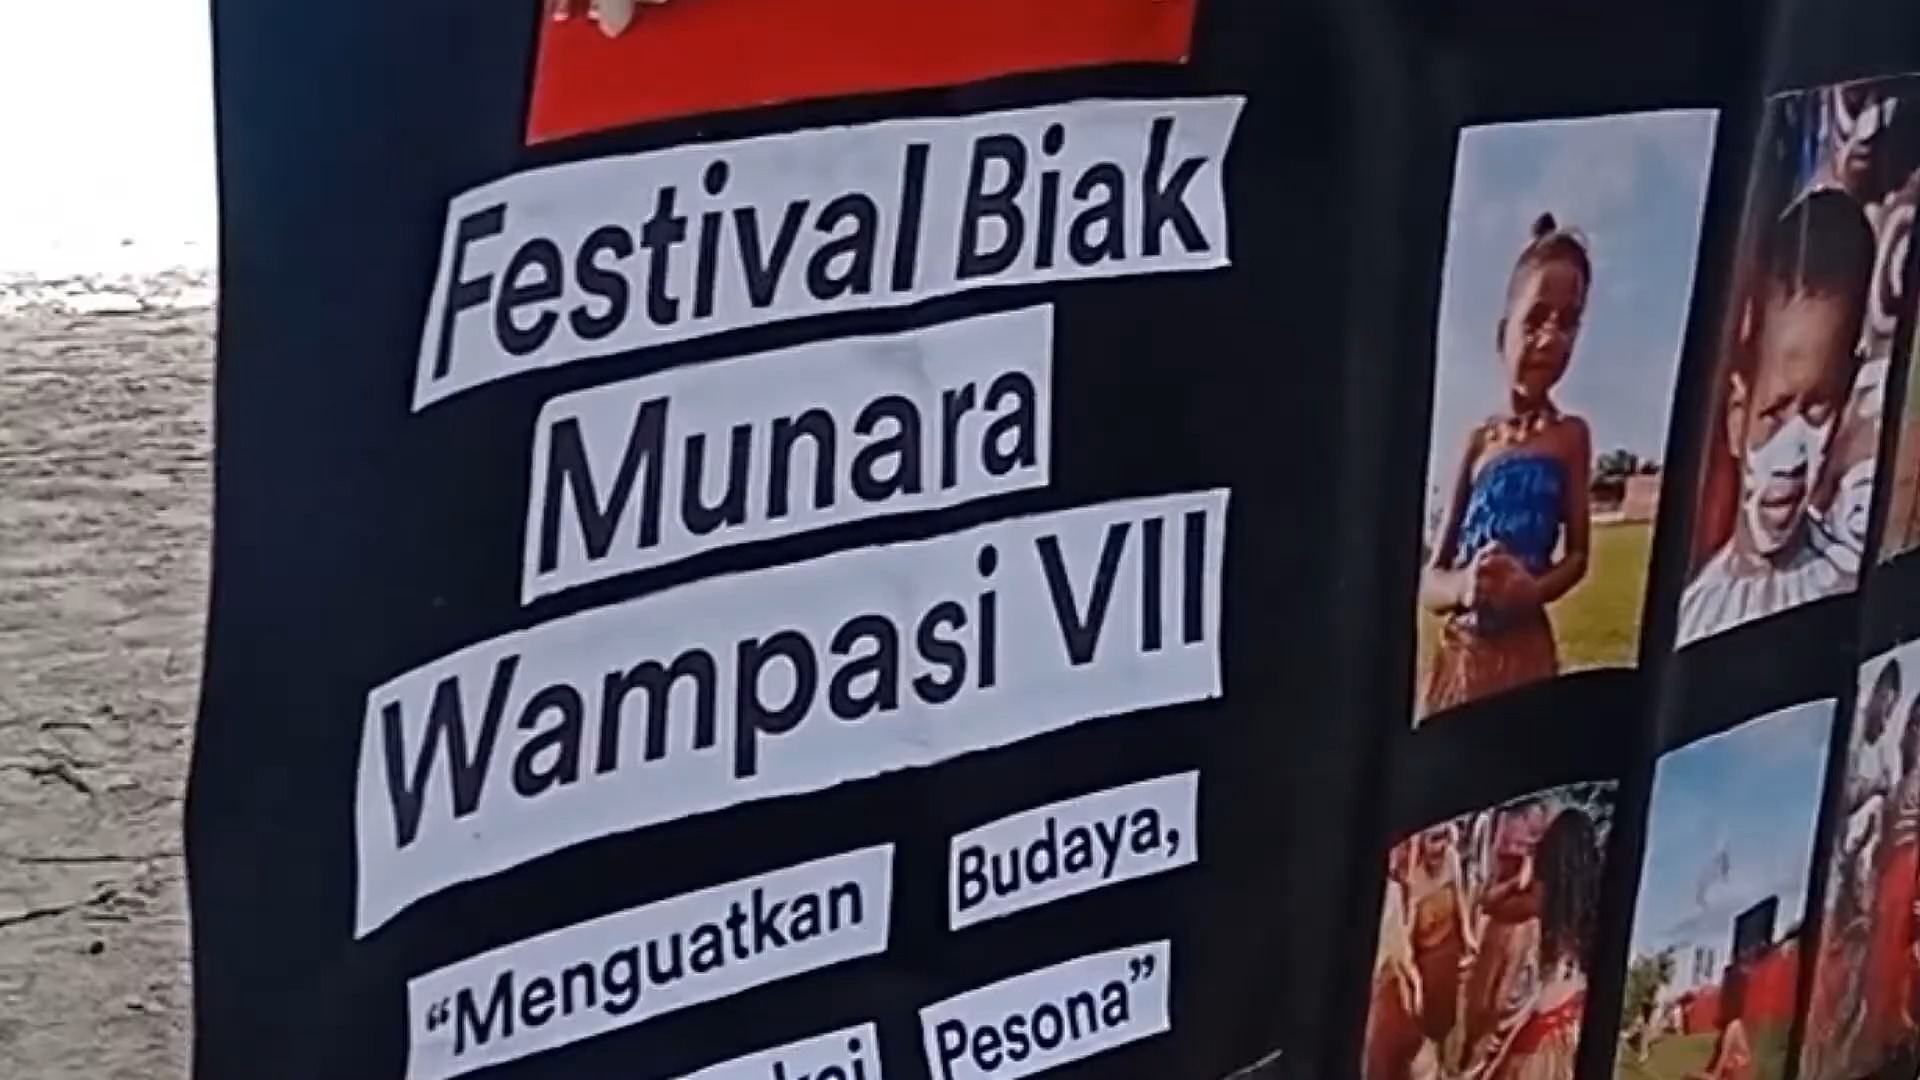 Festival Biak
Munara
Wampasi VII
“Menguatkan Budaya,
Pesona”